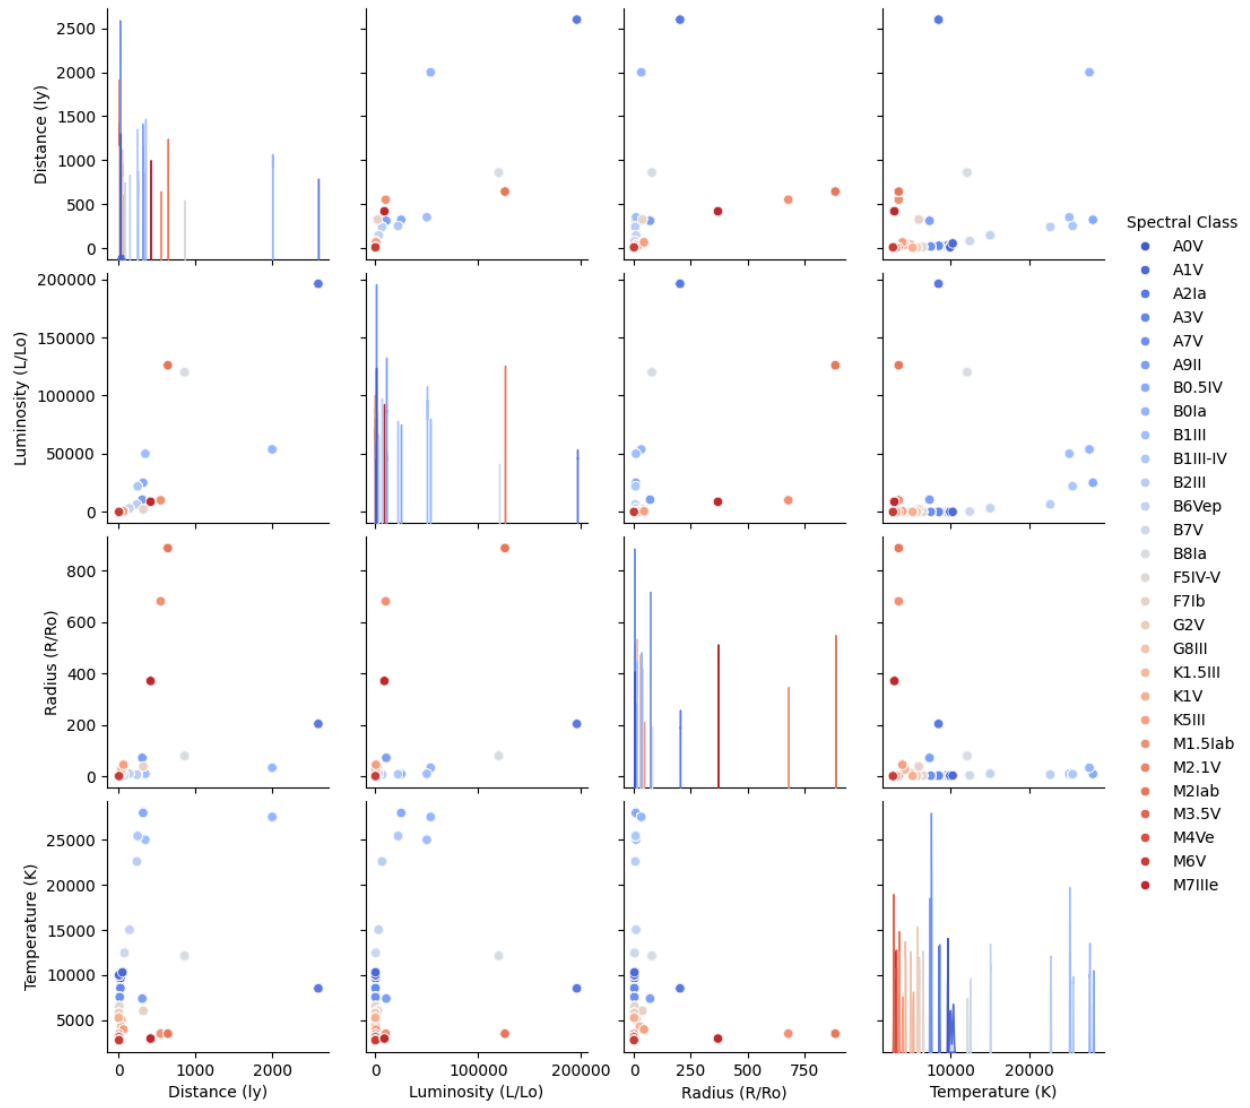 Distance (ly)
2500
2000
1500
1000
500
0
Luminosity (L/Lo)
200000
150000
100000
50000
0
Radius (R/Ro)
800
600
400
200
0
Temperature (K)
25000
20000
15000
10000
5000
0 1000 2000
Distance (ly)
0 100000 200000
Luminosity (L/Lo)
0 250 500 750
Radius (R/Ro)
10000 20000
Temperature (K)
Spectral Class
A0V
A1V
A2Ia
A3V
A7V
A9II
B0.5IV
B0Ia
B1III
B1III-IV
B2III
B6Vep
B7V
B8Ia
F5IV-V
F7Ib
G2V
G8III
K1.5III
K1V
K5III
M1.5Iab
M2.1V
M2Iab
M3.5V
M4Ve
M6V
M7IIIe